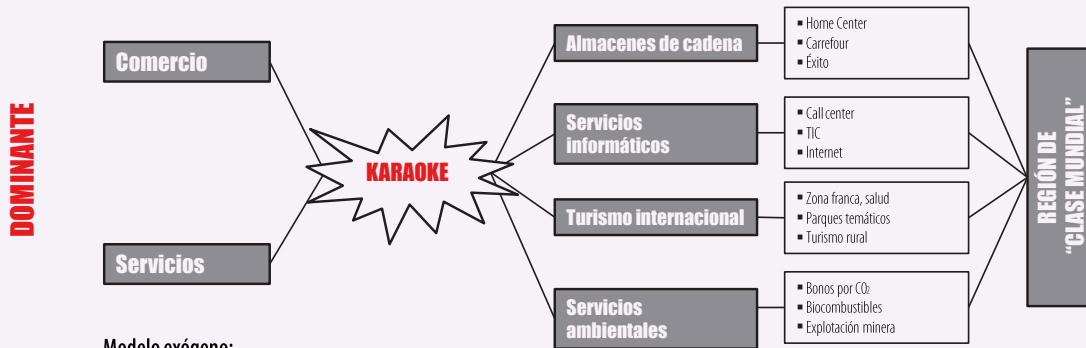 DOMINANTE
Comercio
Servicios
KARAOKE
Almacenes de cadena
▪ Home Center
▪ Carrefour
▪ Éxito
Servicios
informáticos
▪ Call center
▪ TIC
▪ Internet
Turismo internacional
▪ Zona franca, salud
▪ Parques temáticos
▪ Turismo rural
Servicios
ambientales
▪ Bonos por CO₂
▪ Biocombustibles
▪ Explotación minera
REGIÓN DE
“CLASE MUNDIAL”
Modelo exógeno: